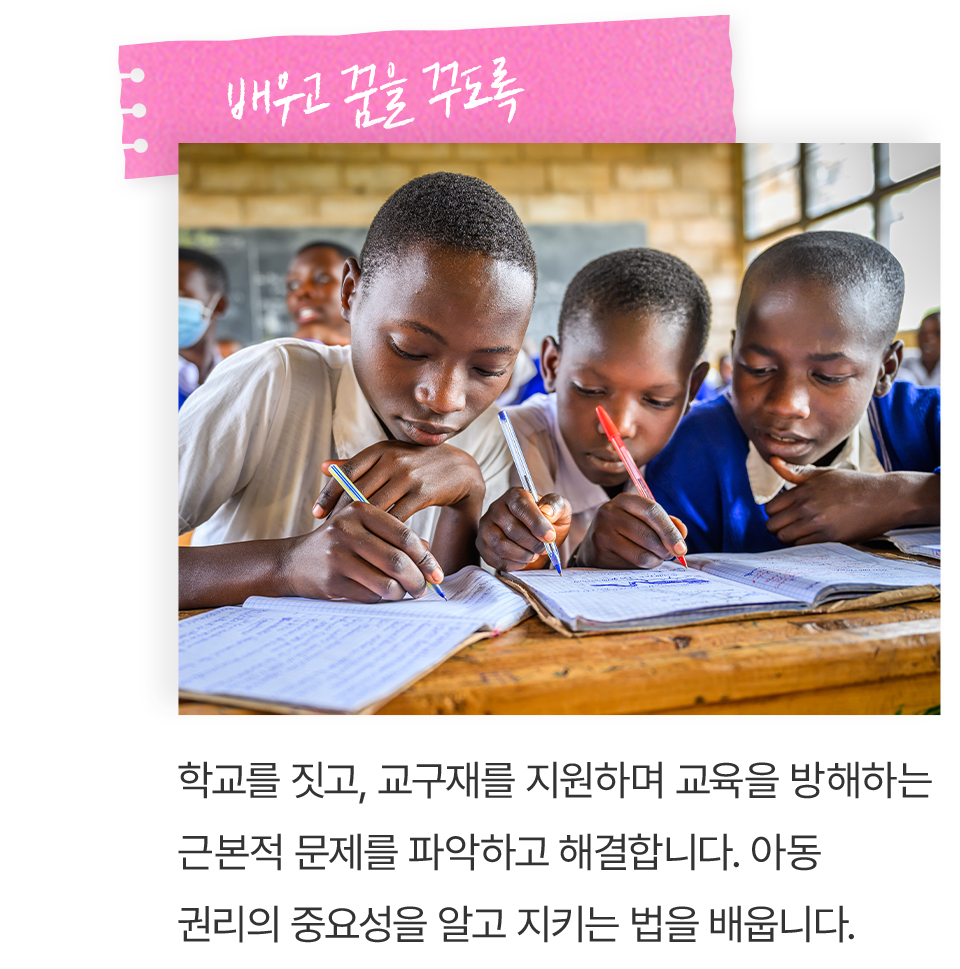 배우고 꿈을 꾸도록
학교를 짓고, 교구재를 지원하며 교육을 방해하는
근본적 문제를 파악하고 해결합니다. 아동
권리의 중요성을 알고 지키는 법을 배웁니다.